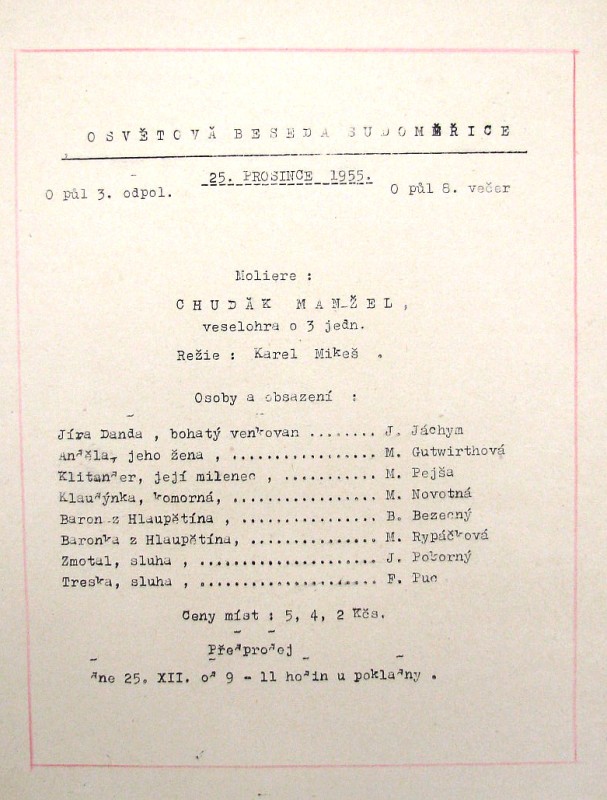 OSVĚTOVÁ BESEDA SUDOMĚŘICE
25. PROSINCE 1955.
O půl 3. odpol. O půl 8. večer
Moliere :
CHUDÁK MANŽEL,
veselohra o 3 jedn.
Režie : Karel Mikeš .
Osoby a obsazení :
Jíra Danda , bohatý venkovan ........ J. Jáchym
Anděla, jeho žena , ................. M. Gutwirthová
Klitander, její milenec , ........... M. Pejša
Klaudýnka, komorná, ................. M. Novotná
Baron z Hlaupětína , ................ B. Bezecný
Baronka z Hlaupětína, ............... M. Rypáčková
Zmotal, sluha , ..................... J. Pokorný
Treska, sluha , ..................... F. Puc
Ceny míst : 5, 4, 2 Kčs.
Předprodej
dne 25. XII. od 9 - 11 hodin u pokladny .